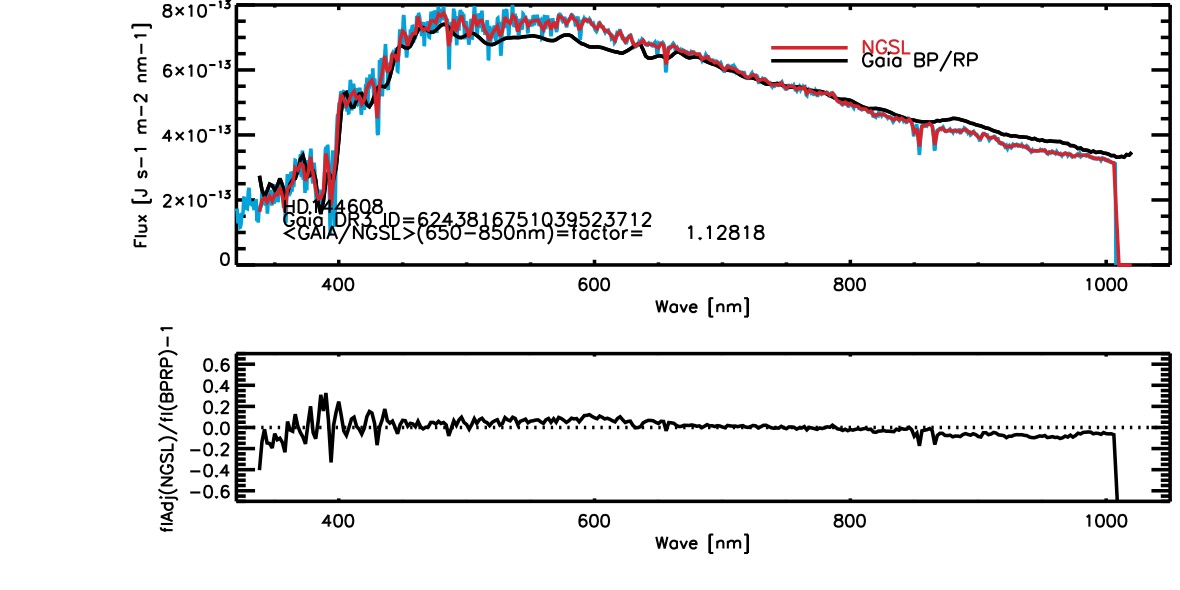 8×10−13
6×10−13
4×10−13
2×10−13
0
Flux [J s−1 m−2 nm−1]
NGSL
Gaia BP/RP
HD144608
Gaia DR3 ID=6243816751039523712
<GAIA/NGSL>(650−850nm)=factor= 1.12818
400 600 800 1000
Wave [nm]
0.6
0.4
0.2
0.0
−0.2
−0.4
−0.6
flAdj(NGSL)/fl(BPRP)−1
400 600 800 1000
Wave [nm]